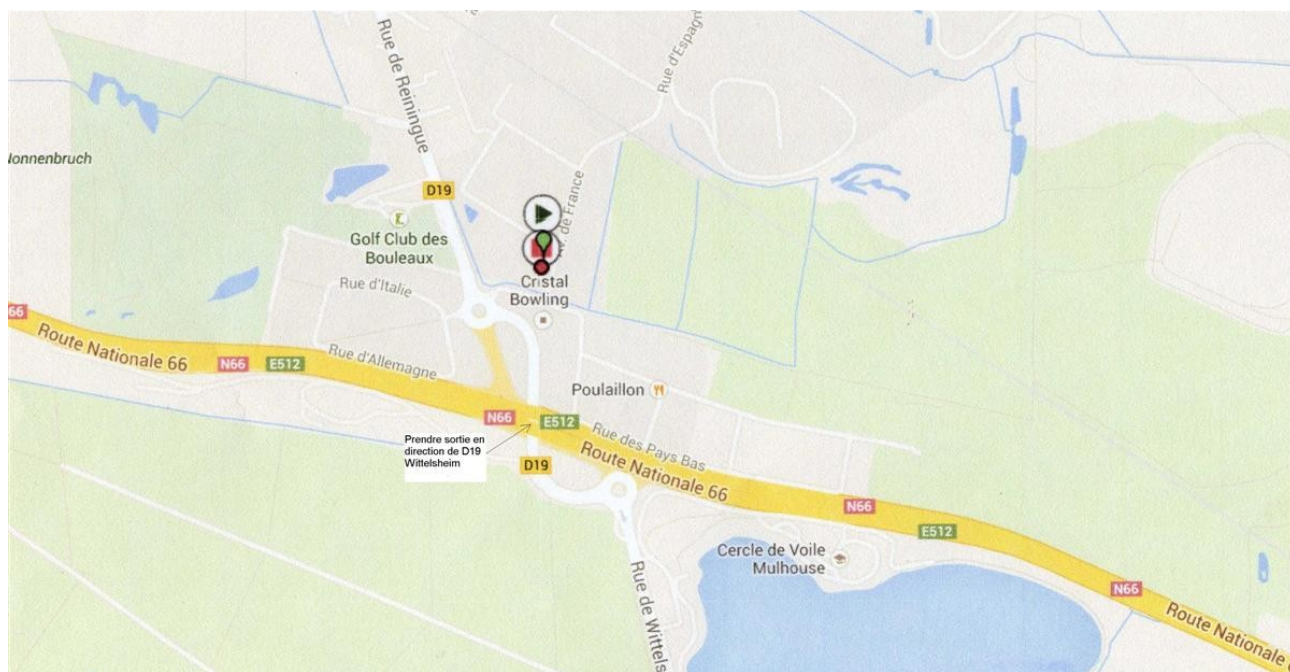 Rue de Reiningue
Rue d'Espagn
Nonnenbruch
D19
Av. de France
Golf Club des
Bouleaux
Cristal
Bowling
Rue d'Italie
66
Route Nationale 66
N66
E512
Rue d'Allemagne
Poulaillon
N66
E512
Prendre sortie en
direction de D19
Wittelsheim
Rue des Pays Bas
D19
Route Nationale 66
N66
E512
Cercle de Voile
Mulhouse
N66
Rue de Wittels
Route Nationale 6